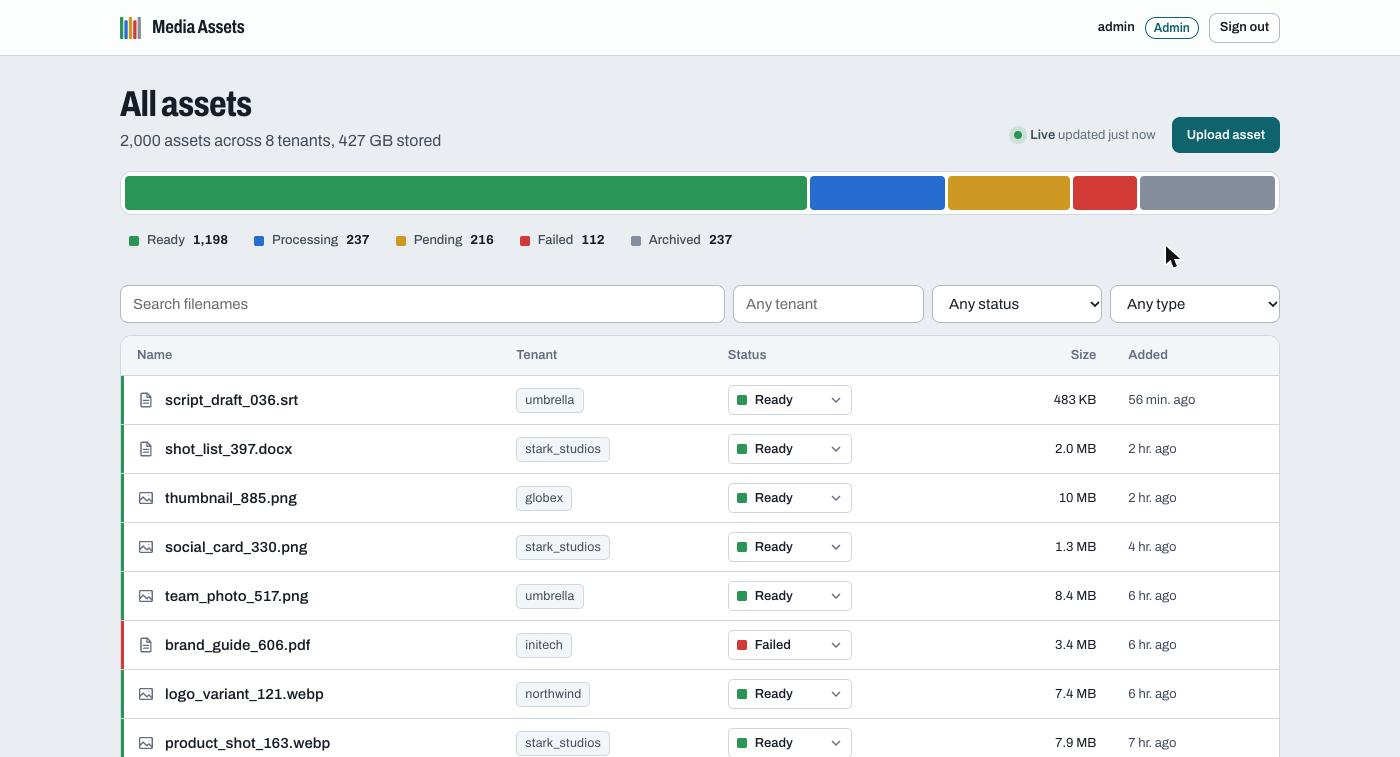 Media Assets
admin Admin Sign out
All assets
2,000 assets across 8 tenants, 427 GB stored
Live updated just now Upload asset
Ready 1,198 Processing 237 Pending 216 Failed 112 Archived 237
Search filenames Any tenant Any status Any type
Name Tenant Status Size Added
script_draft_036.srt umbrella Ready 483 KB 56 min. ago
shot_list_397.docx stark_studios Ready 2.0 MB 2 hr. ago
thumbnail_885.png globex Ready 10 MB 2 hr. ago
social_card_330.png stark_studios Ready 1.3 MB 4 hr. ago
team_photo_517.png umbrella Ready 8.4 MB 6 hr. ago
brand_guide_606.pdf initech Failed 3.4 MB 6 hr. ago
logo_variant_121.webp northwind Ready 7.4 MB 6 hr. ago
product_shot_163.webp stark_studios Ready 7.9 MB 7 hr. ago